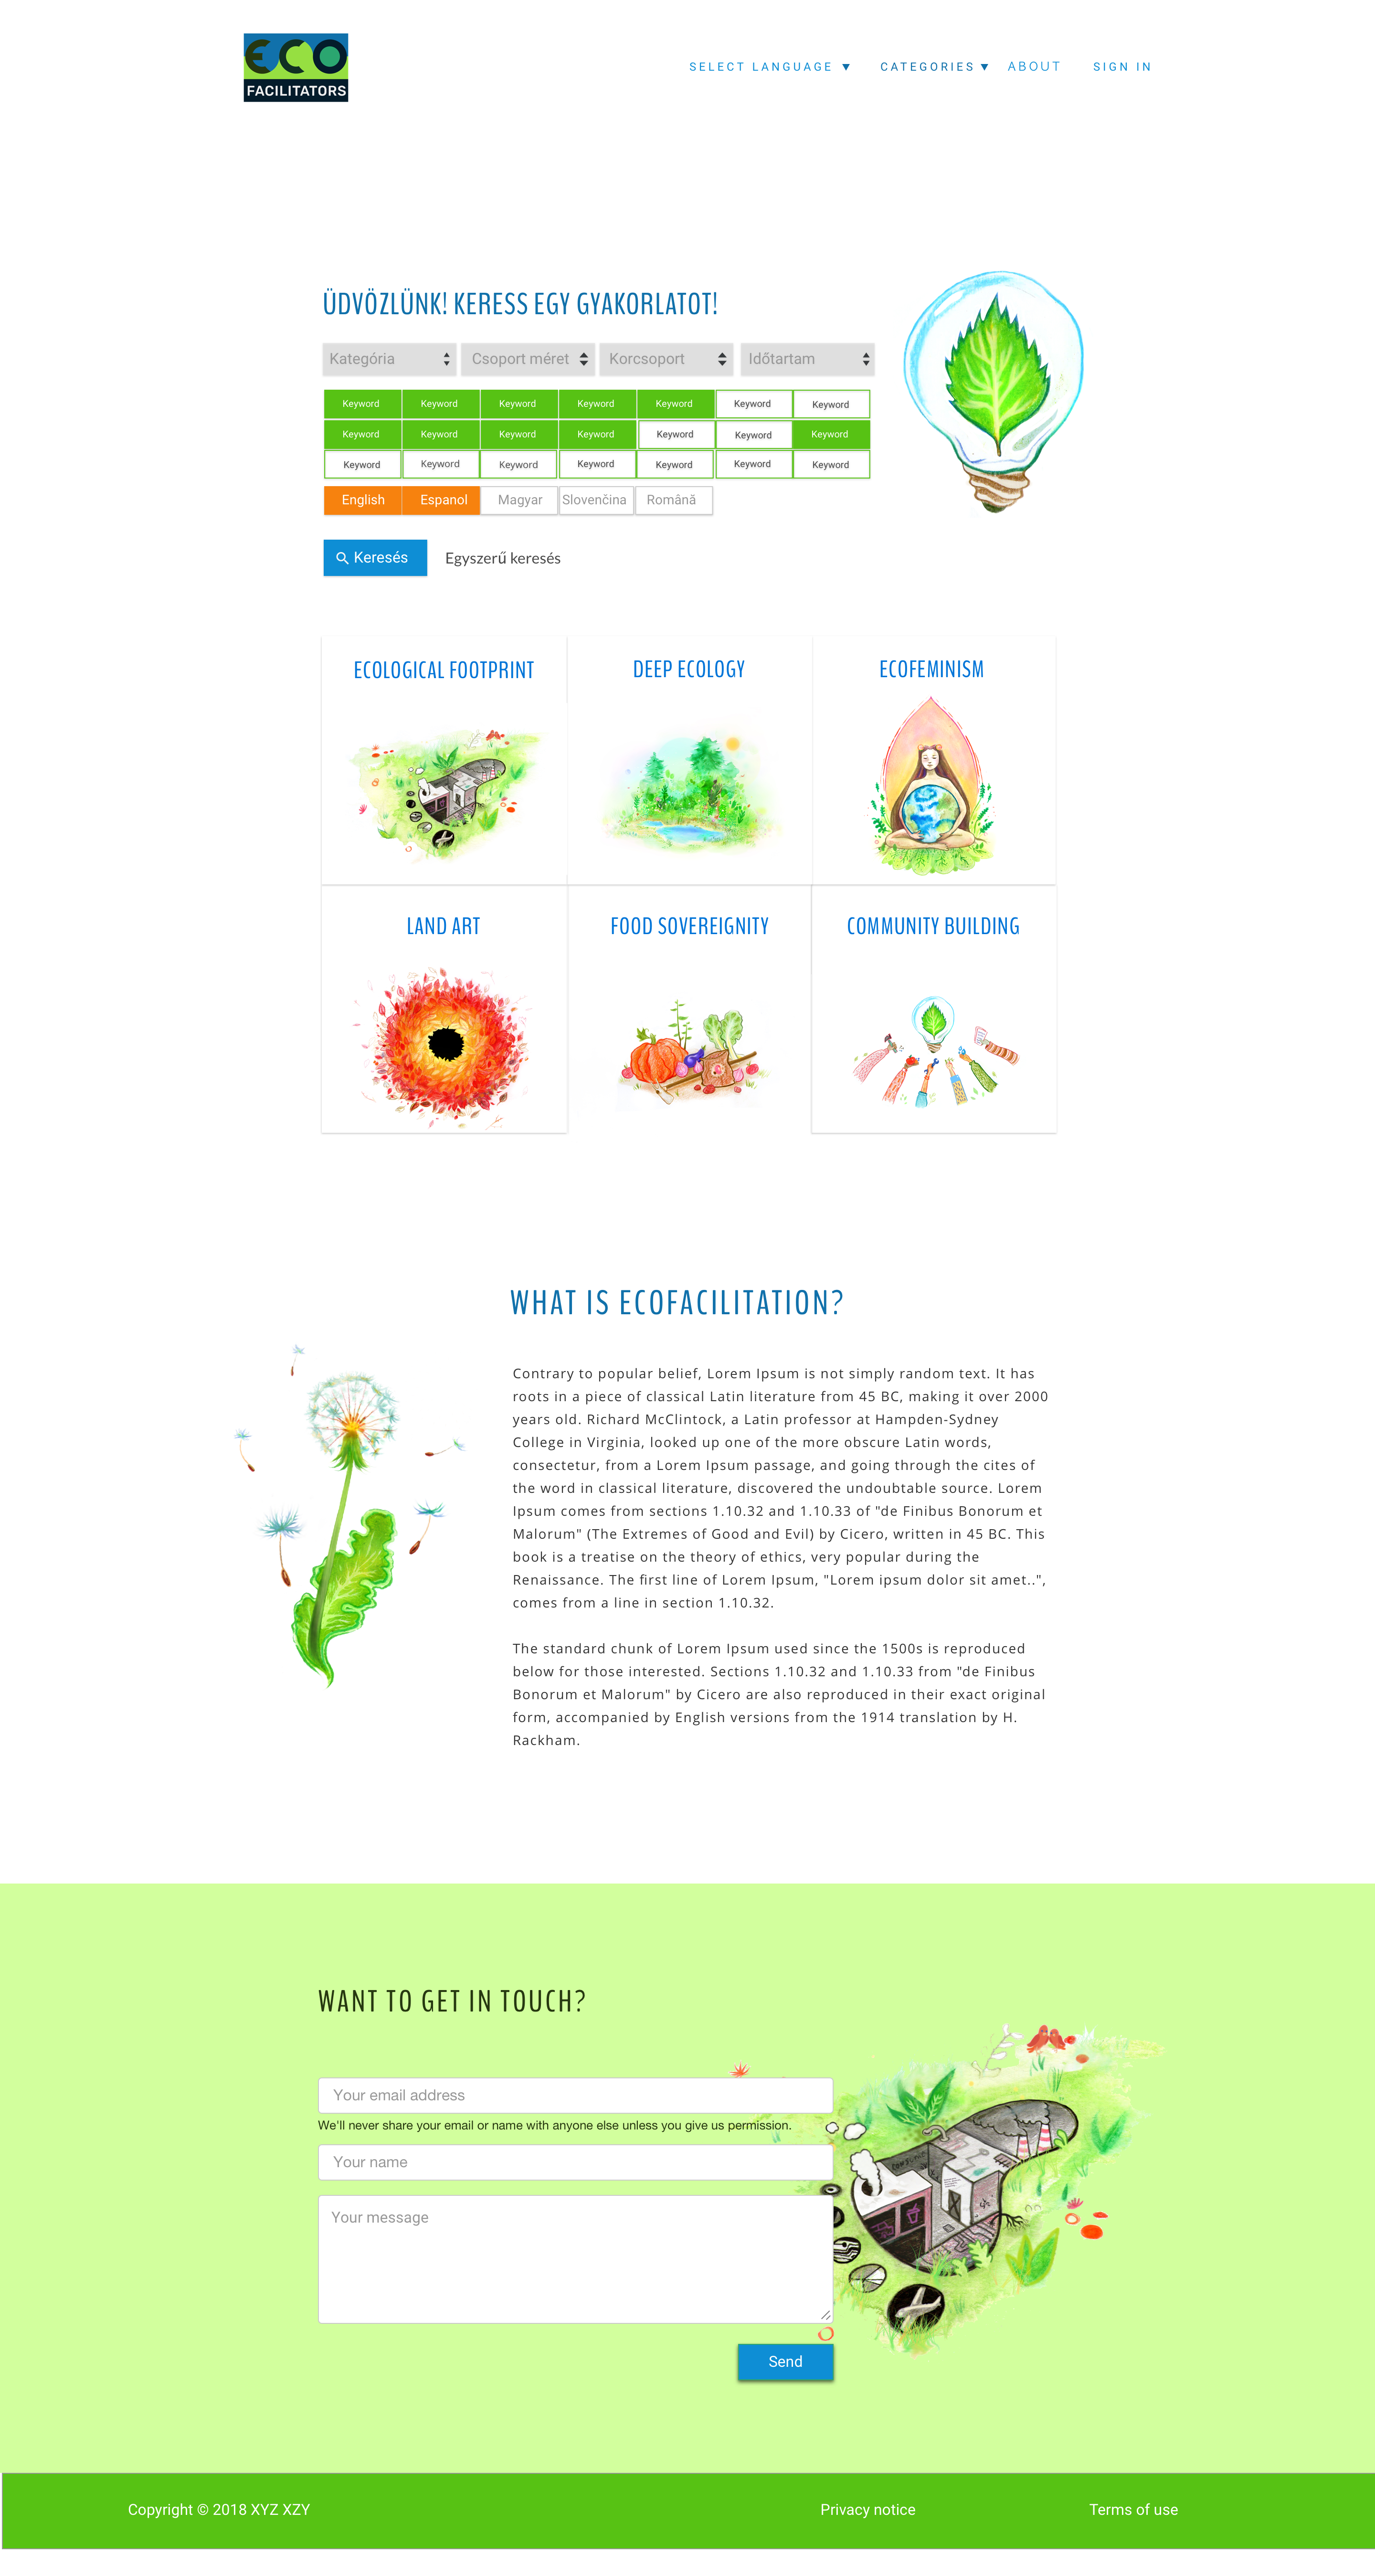 ECO
FACILITATORS
SELECT LANGUAGE ▼ CATEGORIES ▼ ABOUT SIGN IN
ÜDVÖZLÜNK! KERESS EGY GYAKORLATOT!
Kategória Csoport méret Korcsoport Időtartam
Keyword Keyword Keyword Keyword Keyword Keyword Keyword
Keyword Keyword Keyword Keyword Keyword Keyword Keyword
Keyword Keyword Keyword Keyword Keyword Keyword Keyword
English Espanol Magyar Slovenčina Română
Keresés Egyszerű keresés
ECOLOGICAL FOOTPRINT DEEP ECOLOGY ECOFEMINISM
LAND ART FOOD SOVEREIGNITY COMMUNITY BUILDING
WHAT IS ECOFACILITATION?
Contrary to popular belief, Lorem Ipsum is not simply random text. It has
roots in a piece of classical Latin literature from 45 BC, making it over 2000
years old. Richard McClintock, a Latin professor at Hampden-Sydney
College in Virginia, looked up one of the more obscure Latin words,
consectetur, from a Lorem Ipsum passage, and going through the cites of
the word in classical literature, discovered the undoubtable source. Lorem
Ipsum comes from sections 1.10.32 and 1.10.33 of "de Finibus Bonorum et
Malorum" (The Extremes of Good and Evil) by Cicero, written in 45 BC. This
book is a treatise on the theory of ethics, very popular during the
Renaissance. The first line of Lorem Ipsum, "Lorem ipsum dolor sit amet..",
comes from a line in section 1.10.32.
The standard chunk of Lorem Ipsum used since the 1500s is reproduced
below for those interested. Sections 1.10.32 and 1.10.33 from "de Finibus
Bonorum et Malorum" by Cicero are also reproduced in their exact original
form, accompanied by English versions from the 1914 translation by H.
Rackham.
WANT TO GET IN TOUCH?
Your email address
We'll never share your email or name with anyone else unless you give us permission.
Your name
Your message
Send
Copyright © 2018 XYZ XZY Privacy notice Terms of use